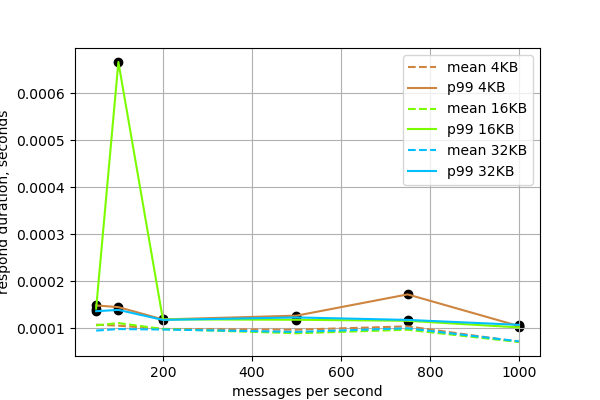 mean 4KB
p99 4KB
mean 16KB
p99 16KB
mean 32KB
p99 32KB
0.0006
0.0005
0.0004
0.0003
0.0002
0.0001
respond duration, seconds
200
400
600
800
1000
messages per second